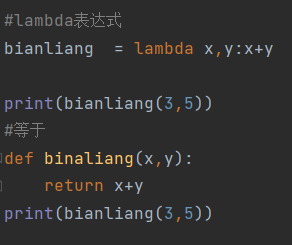 #lambda表达式
bianliang  = lambda x,y:x+y
print(bianliang(3,5))
#等于
def binaliang(x,y):
    return x+y
print(bianliang(3,5))